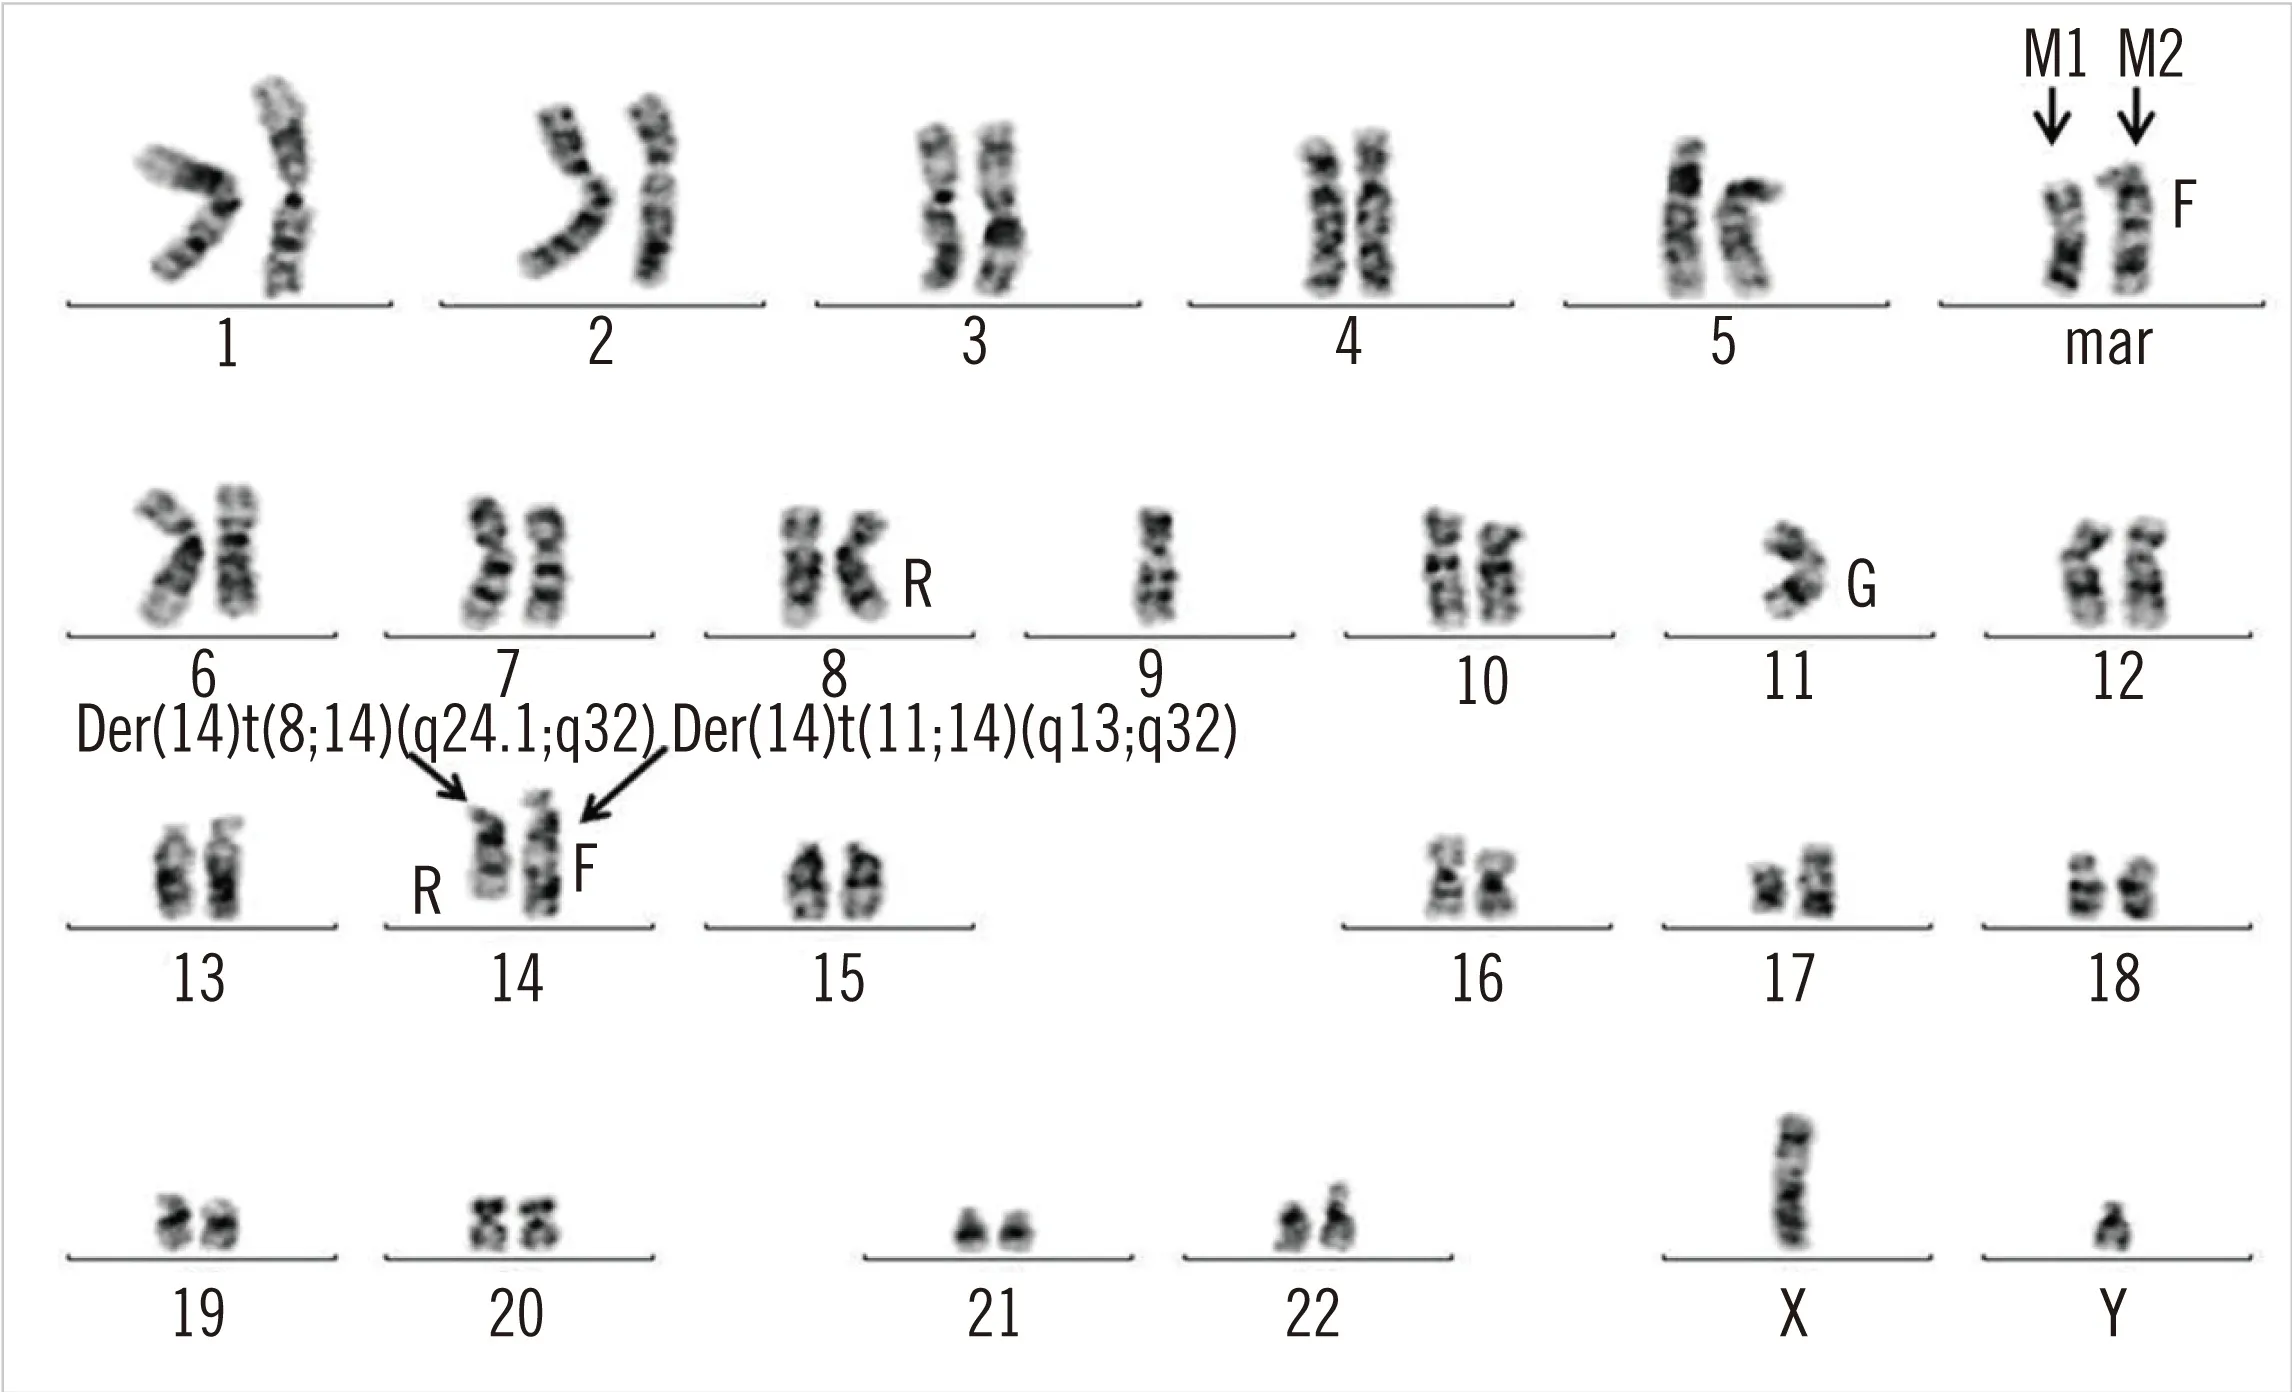 M1 M2
F
1 2 3 4 5 mar
R G
6 7 8 9 10 11 12
Der(14)t(8;14)(q24.1;q32) Der(14)t(11;14)(q13;q32)
R F
13 14 15 16 17 18
19 20 21 22 X Y